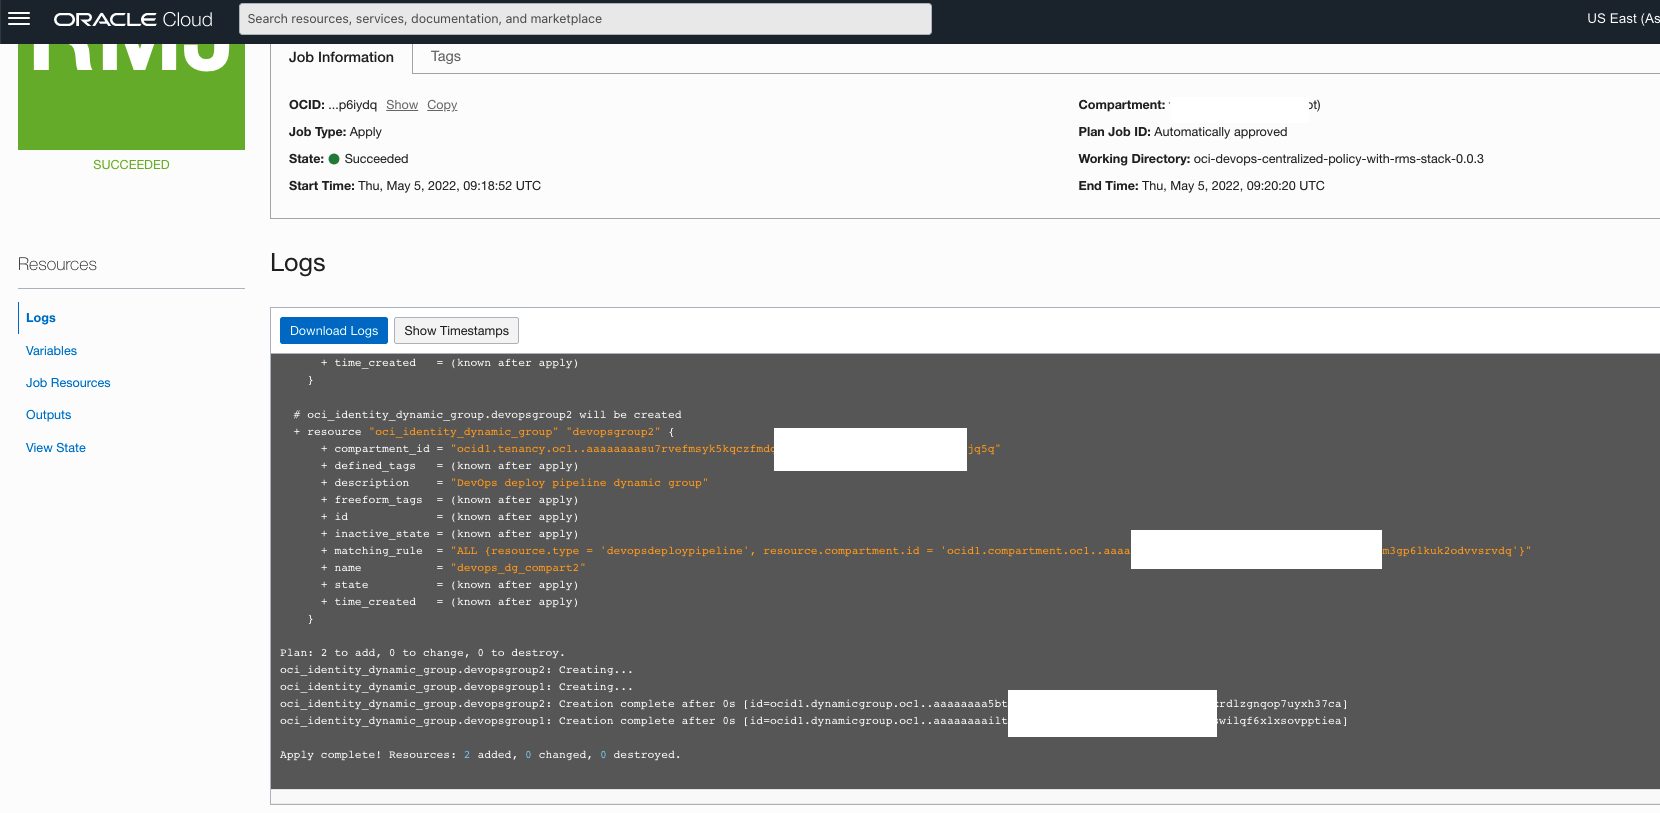 ORACLE Cloud
Search resources, services, documentation, and marketplace
US East (As
RMJ
SUCCEEDED
Job Information
Tags
OCID: ...p6iydq Show Copy
Job Type: Apply
State: Succeeded
Start Time: Thu, May 5, 2022, 09:18:52 UTC
Compartment: ot)
Plan Job ID: Automatically approved
Working Directory: oci-devops-centralized-policy-with-rms-stack-0.0.3
End Time: Thu, May 5, 2022, 09:20:20 UTC
Resources
Logs
Variables
Job Resources
Outputs
View State
Logs
Download Logs
Show Timestamps
+ time_created = (known after apply)
}
# oci_identity_dynamic_group.devopsgroup2 will be created
+ resource "oci_identity_dynamic_group" "devopsgroup2" {
+ compartment_id = "ocid1.tenancy.oc1..aaaaaaaasu7rvefmsyk5kqczfmdc jq5q"
+ defined_tags = (known after apply)
+ description = "DevOps deploy pipeline dynamic group"
+ freeform_tags = (known after apply)
+ id = (known after apply)
+ inactive_state = (known after apply)
+ matching_rule = "ALL {resource.type = 'devopsdeploypipeline', resource.compartment.id = 'ocid1.compartment.oc1..aaaa m3gp6lkuk2odvvsrvdq'}"
+ name = "devops_dg_compart2"
+ state = (known after apply)
+ time_created = (known after apply)
}
Plan: 2 to add, 0 to change, 0 to destroy.
oci_identity_dynamic_group.devopsgroup2: Creating...
oci_identity_dynamic_group.devopsgroup1: Creating...
oci_identity_dynamic_group.devopsgroup2: Creation complete after 0s [id=ocid1.dynamicgroup.oc1..aaaaaaaa5bt rdlzgnqop7uyxh37ca]
oci_identity_dynamic_group.devopsgroup1: Creation complete after 0s [id=ocid1.dynamicgroup.oc1..aaaaaaaailt wilqf6xlxsovpptiea]
Apply complete! Resources: 2 added, 0 changed, 0 destroyed.